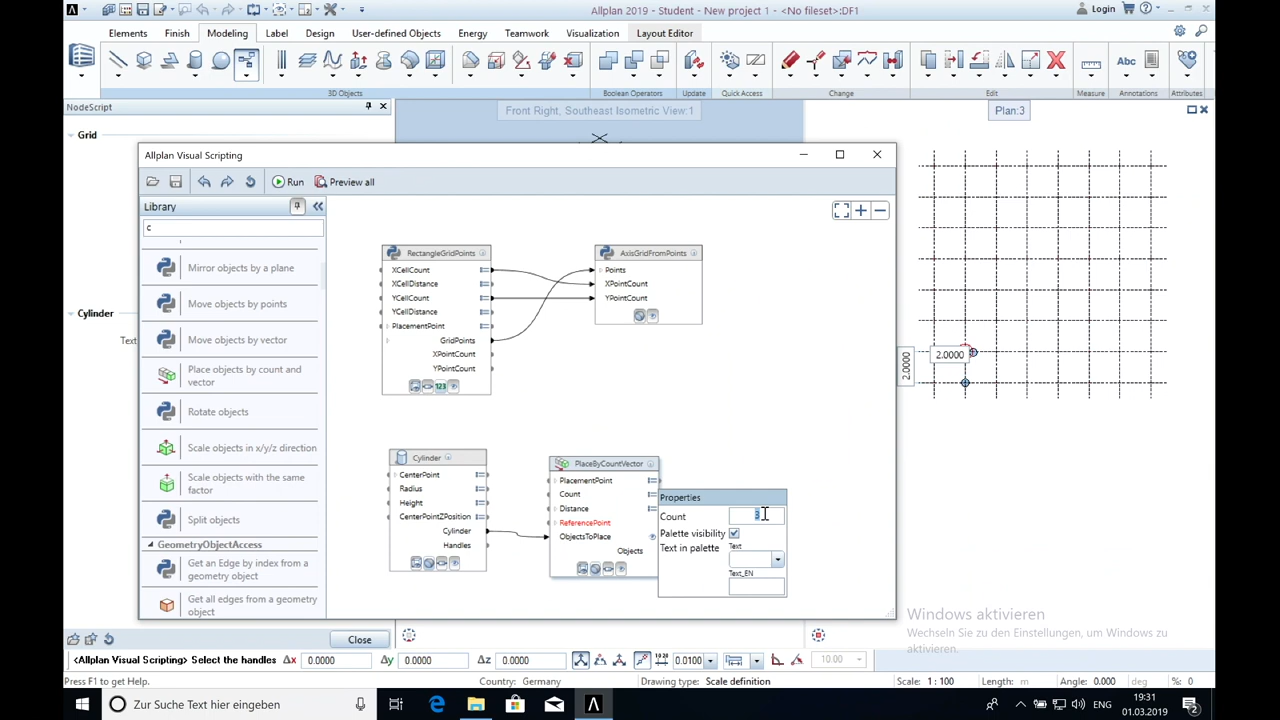 Allplan 2019 - Student - New project 1 - <No fileset>:DF1
Login
Elements
Finish
Modeling
Label
Design
User-defined Objects
Energy
Teamwork
Visualization
Layout Editor
Abc
3D Objects
Boolean Operators
Update
Quick Access
Change
Edit
Measure
Annotations
Attributes
NodeScript
Front Right, Southeast Isometric View:1
Plan:3
Grid
Allplan Visual Scripting
Run
Preview all
Library
c
Mirror objects by a plane
Move objects by points
Move objects by vector
Place objects by count and
vector
Rotate objects
Scale objects in x/y/z direction
Scale objects with the same
factor
Split objects
GeometryObjectAccess
Get an Edge by index from a
geometry object
Get all edges from a geometry
object
Cylinder
Text
RectangleGridPoints
XCellCount
XCellDistance
YCellCount
YCellDistance
PlacementPoint
GridPoints
XPointCount
YPointCount
123
AxisGridFromPoints
Points
XPointCount
YPointCount
Cylinder
CenterPoint
Radius
Height
CenterPointZPosition
Cylinder
Handles
PlaceByCountVector
PlacementPoint
Count
Distance
ReferencePoint
ObjectsToPlace
Objects
Properties
Count
3
Palette visibility
Text in palette
Text
Text_EN
2.0000
2.0000
Windows aktivieren
Wechseln Sie zu den Einstellungen, um Windows zu
aktivieren.
Close
<Allplan Visual Scripting> Select the handles
Δx
0.0000
Δy
0.0000
Δz
0.0000
0.0100
10.00
Press F1 to get Help.
Country: Germany
Drawing type: Scale definition
Scale: 1 : 100
Length: m
Angle: 0.000
deg
%: 0
Zur Suche Text hier eingeben
ENG
19:31
01.03.2019
2